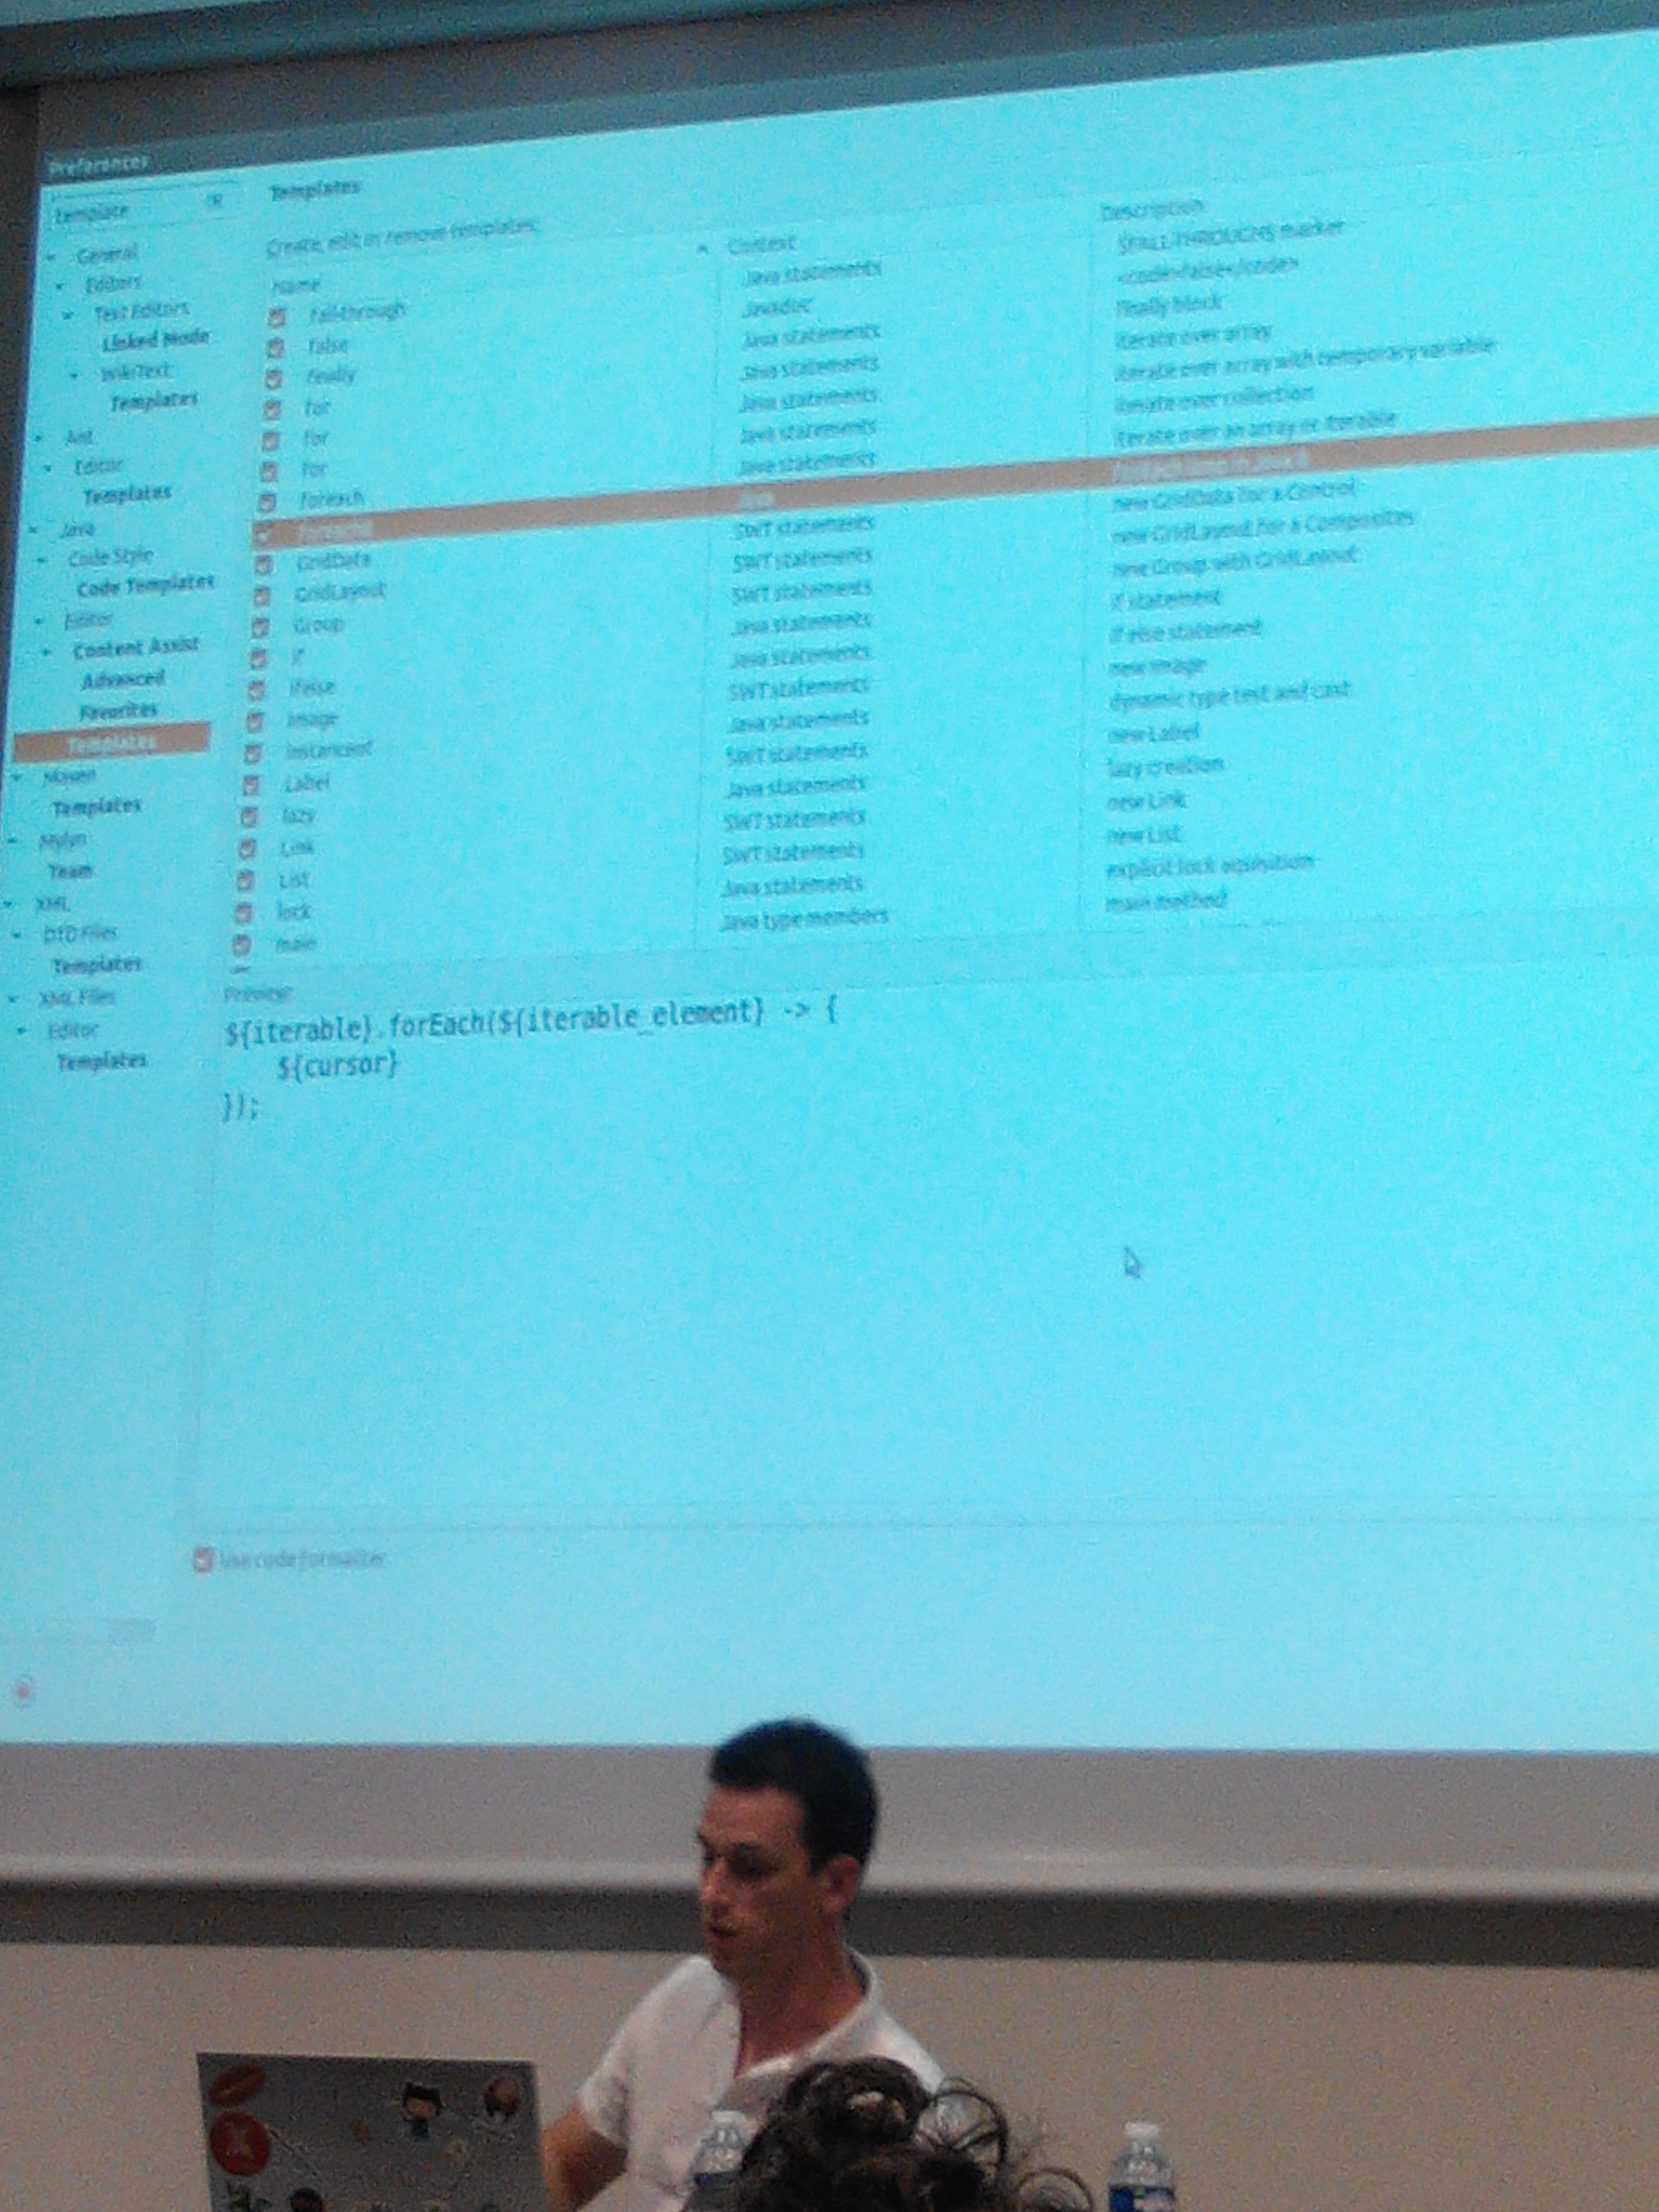 Preferences
template
Templates
Create, edit or remove templates:
General
Editors
Text Editors
Linked Mode
WikiText
Templates
Ant
Editor
Templates
Java
Code Style
Code Templates
Editor
Content Assist
Advanced
Favorites
Templates
Maven
Templates
Mylyn
Team
XML
DTD Files
Templates
XML Files
Editor
Templates
Name Context Description
fall-through Java statements $FALL-THROUGH$ marker
false Javadoc <code>false</code>
finally Java statements finally block
for Java statements iterate over array
for Java statements iterate over array with temporary variable
for Java statements iterate over collection
foreach Java statements iterate over an array or Iterable
GridData SWT statements new GridData for a Control
GridLayout SWT statements new GridLayout for a Composites
Group SWT statements new Group with GridLayout
if Java statements if statement
ifelse Java statements if else statement
Image SWT statements new Image
instanceof Java statements dynamic type test and cast
Label SWT statements new Label
lazy Java statements lazy creation
Link SWT statements new Link
List SWT statements new List
lock Java statements explicit lock aquisition
main Java type members main method
Preview:
${iterable}.forEach(${iterable_element} -> {
${cursor}
});
Use code formatter